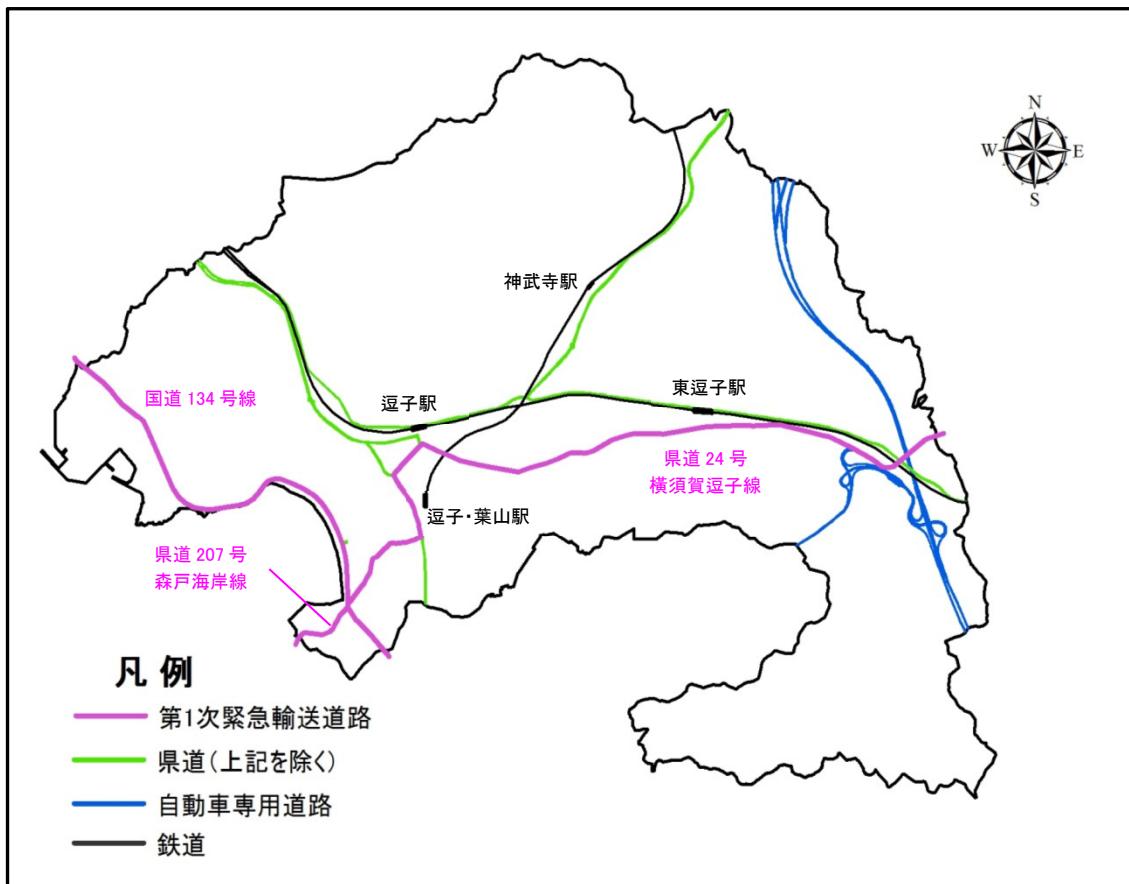 N
W
E
S
神武寺駅
国道 134 号線
逗子駅
東逗子駅
県道 24 号
横須賀逗子線
逗子・葉山駅
県道 207 号
森戸海岸線
凡 例
第1次緊急輸送道路
県道(上記を除く)
自動車専用道路
鉄道